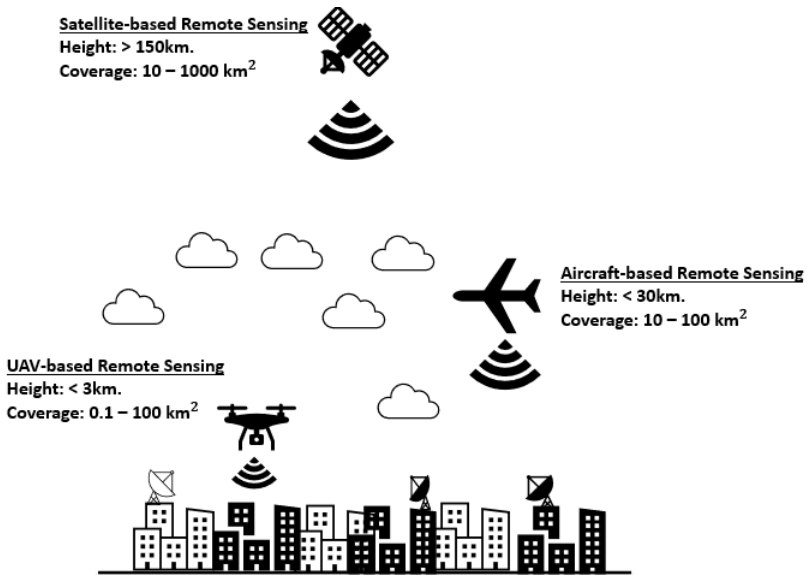 Satellite-based Remote Sensing
Height: > 150km.
Coverage: 10 – 1000 km²
Aircraft-based Remote Sensing
Height: < 30km.
Coverage: 10 – 100 km²
UAV-based Remote Sensing
Height: < 3km.
Coverage: 0.1 – 100 km²